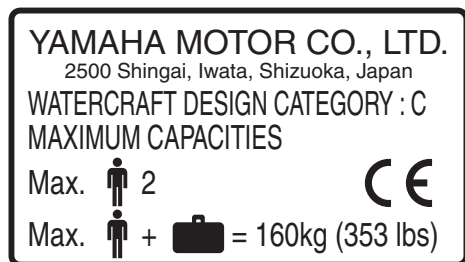 YAMAHA MOTOR CO., LTD.
2500 Shingai, Iwata, Shizuoka, Japan
WATERCRAFT DESIGN CATEGORY : C
MAXIMUM CAPACITIES
Max. 2 CE
Max. + = 160kg (353 lbs)